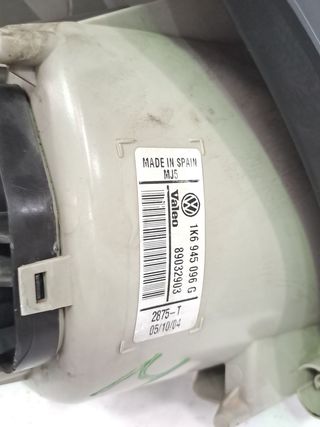 MADE IN SPAIN
MJ5
Valeo
1K6 945 096 G
89032903
2875-T
05/10/04